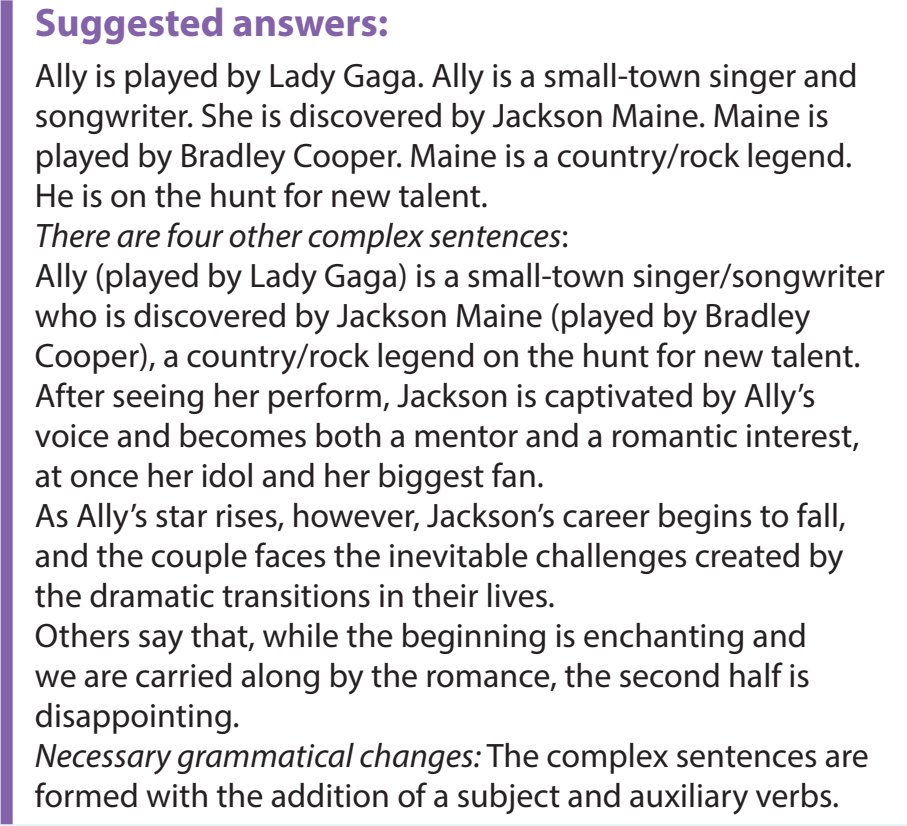 Suggested answers:
Ally is played by Lady Gaga. Ally is a small-town singer and
songwriter. She is discovered by Jackson Maine. Maine is
played by Bradley Cooper. Maine is a country/rock legend.
He is on the hunt for new talent.
There are four other complex sentences:
Ally (played by Lady Gaga) is a small-town singer/songwriter
who is discovered by Jackson Maine (played by Bradley
Cooper), a country/rock legend on the hunt for new talent.
After seeing her perform, Jackson is captivated by Ally’s
voice and becomes both a mentor and a romantic interest,
at once her idol and her biggest fan.
As Ally’s star rises, however, Jackson’s career begins to fall,
and the couple faces the inevitable challenges created by
the dramatic transitions in their lives.
Others say that, while the beginning is enchanting and
we are carried along by the romance, the second half is
disappointing.
Necessary grammatical changes: The complex sentences are
formed with the addition of a subject and auxiliary verbs.